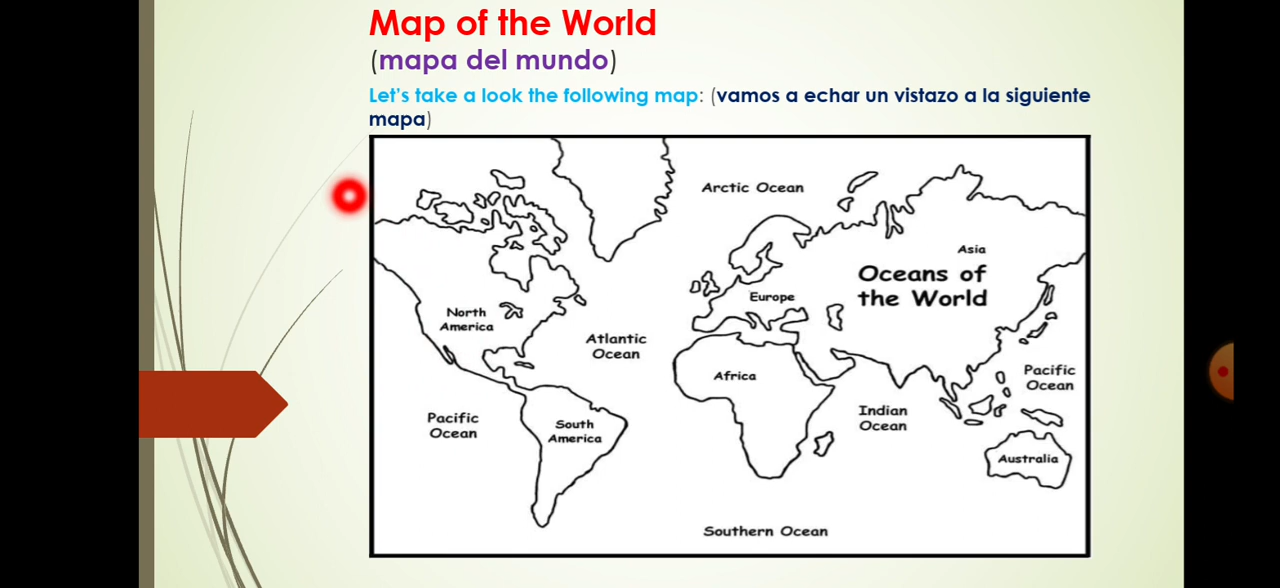 Map of the World
(mapa del mundo)
Let's take a look the following map: (vamos a echar un vistazo a la siguiente
mapa)
Arctic Ocean
Asia
Oceans of
the World
Europe
North
America
Atlantic
Ocean
Africa
Pacific
Ocean
Indian
Ocean
Pacific
Ocean
South
America
Australia
Southern Ocean